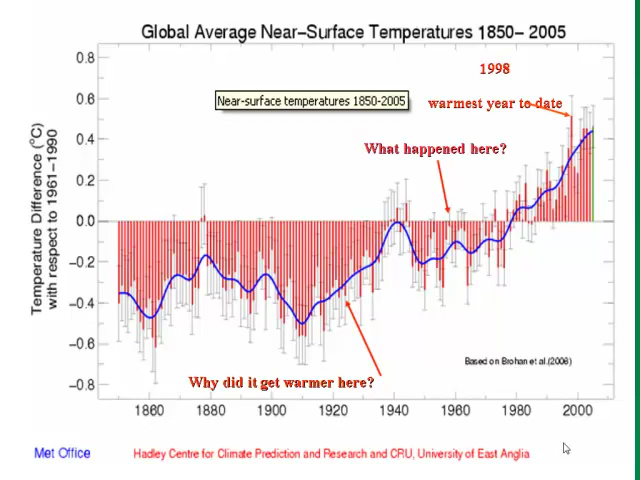 Global Average Near-Surface Temperatures 1850- 2005
0.8
1998
0.6
Near-surface temperatures 1850-2005
warmest year to date
0.4
What happened here?
0.2
0.0
-0.2
-0.4
-0.6
-0.8
Temperature Difference (°C)
with respect to 1961-1990
Based on Brohan et al.(2006)
Why did it get warmer here?
1860 1880 1900 1920 1940 1960 1980 2000
Met Office Hadley Centre for Climate Prediction and Research and CRU, University of East Anglia